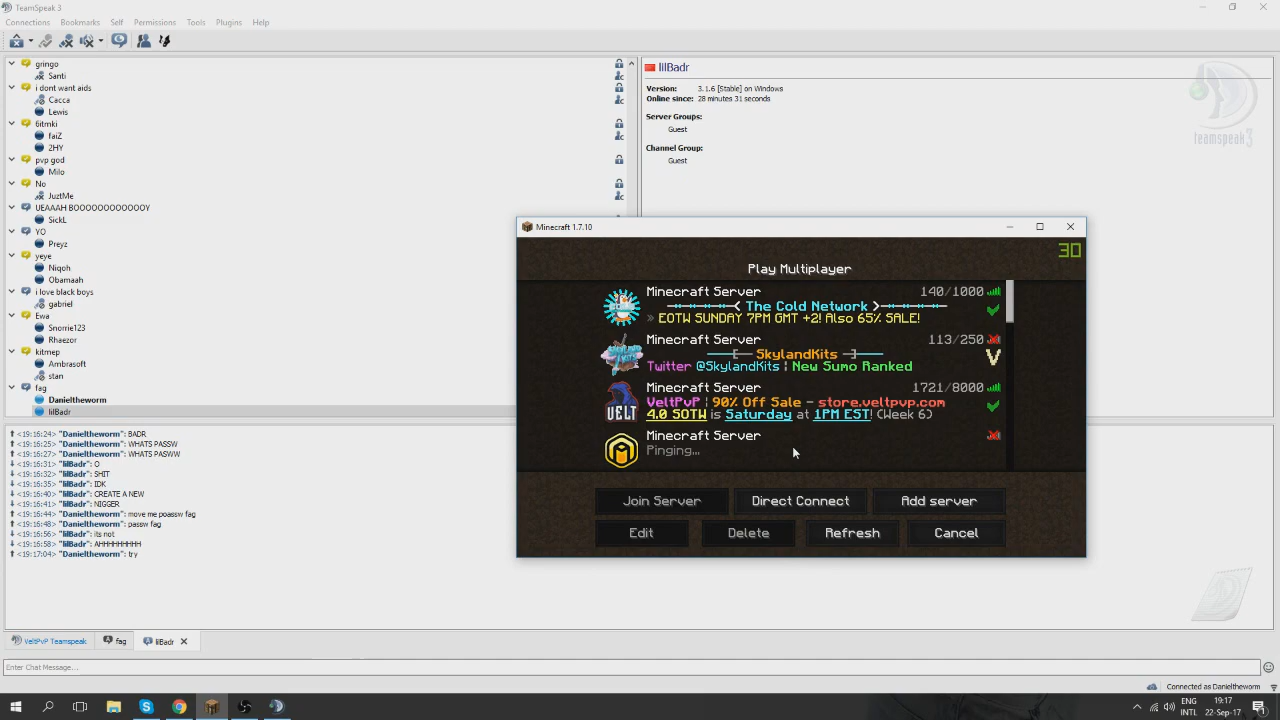 TeamSpeak 3
Connections Bookmarks Self Permissions Tools Plugins Help
gringo
Santi
i dont want aids
Cacca
Lewis
6itmki
faiZ
2HY
pvp god
Milo
No
JuztMe
UEAAAH BOOOOOOOOOOOY
SickL
YO
Preyz
yeye
Niqoh
Obamaah
i love black boys
gabriel
Ewa
Snorrie123
Rhaezor
kitmep
Ambrasoft
stan
fag
Danieltheworm
lilBadr
lilBadr
Version: 3.1.6 [Stable] on Windows
Online since: 28 minutes 31 seconds
Server Groups:
Guest
Channel Group:
Guest
teamspeak3
Minecraft 1.7.10
30
Play Multiplayer
Minecraft Server 140/1000
The Cold Network
» EOTW SUNDAY 7PM GMT +2! Also 65% SALE!
Minecraft Server 113/250
SkylandKits
Twitter @SkylandKits ¦ New Sumo Ranked
Minecraft Server 1721/8000
VeltPvP ¦ 90% Off Sale - store.veltpvp.com
4.0 SOTW is Saturday at 1PM EST! (Week 6)
VELT
Minecraft Server
Pinging...
Join Server Direct Connect Add server
Edit Delete Refresh Cancel
<19:16:24> "Danieltheworm": BADR
<19:16:25> "Danieltheworm": WHATS PASSW
<19:16:27> "Danieltheworm": WHATS PASWW
<19:16:31> "lilBadr": O
<19:16:32> "lilBadr": SHIT
<19:16:35> "lilBadr": IDK
<19:16:40> "lilBadr": CREATE A NEW
<19:16:41> "lilBadr": NIGGER
<19:16:44> "Danieltheworm": move me poassw fag
<19:16:48> "Danieltheworm": passw fag
<19:16:56> "lilBadr": its not
<19:16:58> "lilBadr": AHHHHHHHHH
<19:17:04> "Danieltheworm": try
VeltPvP Teamspeak fag lilBadr
Enter Chat Message...
Connected as Danieltheworm
ENG 19:17
INTL 22-Sep-17